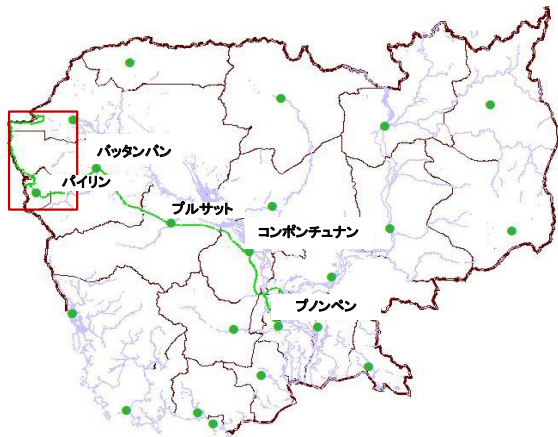 バッタンバン
パイリン
プルサット
コンポンチュナン
プノンペン